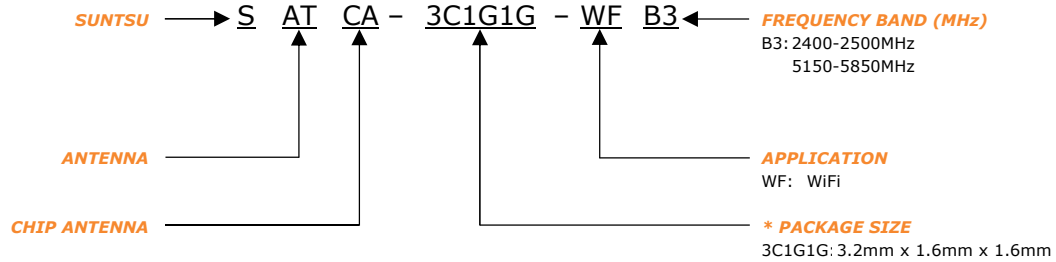 SUNTSU
S AT CA – 3C1G1G – WF B3
FREQUENCY BAND (MHz)
B3: 2400-2500MHz
5150-5850MHz
ANTENNA
APPLICATION
WF: WiFi
CHIP ANTENNA
* PACKAGE SIZE
3C1G1G: 3.2mm x 1.6mm x 1.6mm